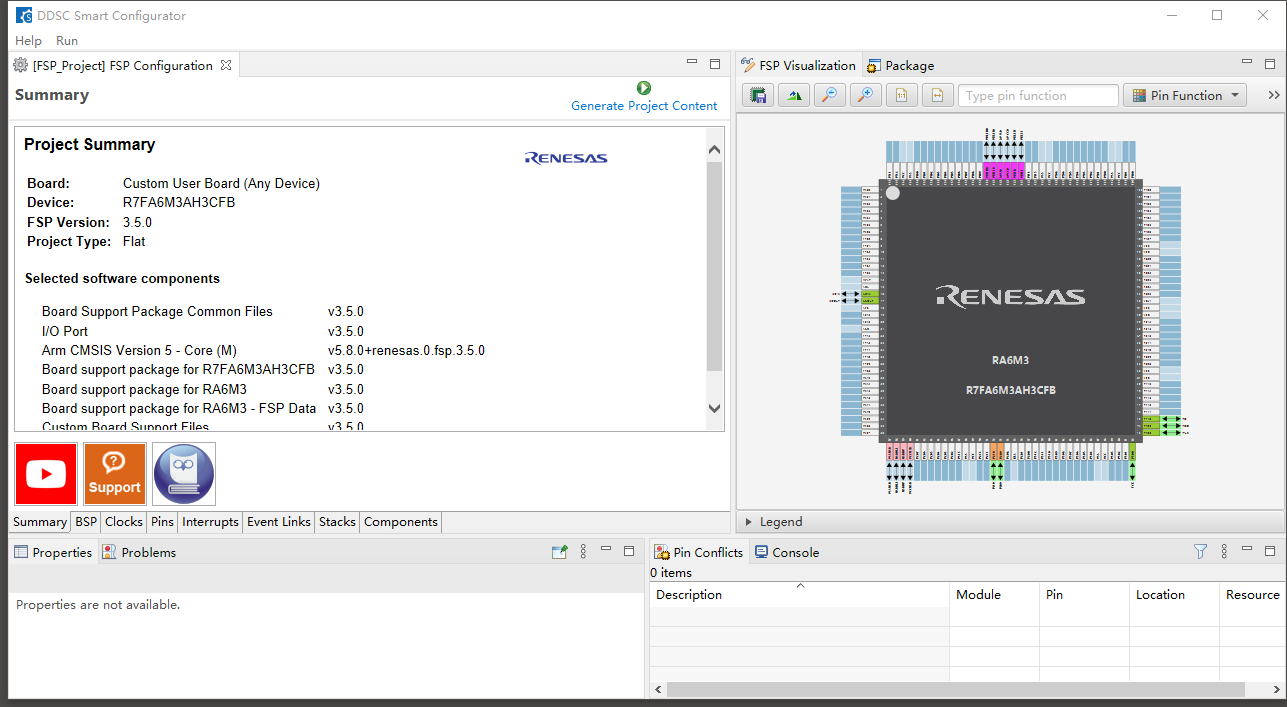 DDSC Smart Configurator
Help Run
[FSP_Project] FSP Configuration
Summary
Generate Project Content
Project Summary
RENESAS
Board: Custom User Board (Any Device)
Device: R7FA6M3AH3CFB
FSP Version: 3.5.0
Project Type: Flat
Selected software components
Board Support Package Common Files v3.5.0
I/O Port v3.5.0
Arm CMSIS Version 5 - Core (M) v5.8.0+renesas.0.fsp.3.5.0
Board support package for R7FA6M3AH3CFB v3.5.0
Board support package for RA6M3 v3.5.0
Board support package for RA6M3 - FSP Data v3.5.0
Custom Board Support Files v3.5.0
Support
Summary BSP Clocks Pins Interrupts Event Links Stacks Components
FSP Visualization Package
Type pin function Pin Function
RENESAS
RA6M3
R7FA6M3AH3CFB
Legend
Properties Problems
Properties are not available.
Pin Conflicts Console
0 items
Description Module Pin Location Resource